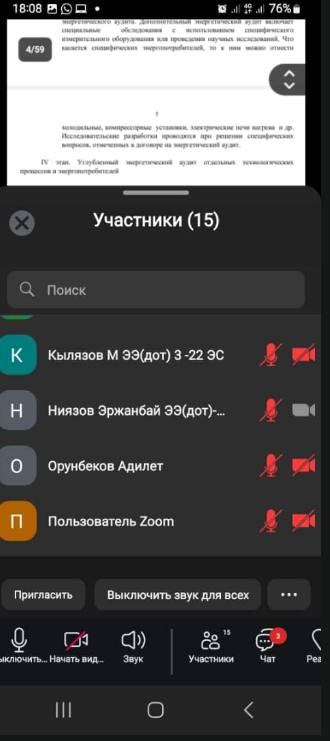 18:08
76%
энергетического аудита. Дополнительный энергетический аудит включает
специальные обследования с использованием специфического
измерительного оборудования или проведения научных исследований. Что
касается специфических энергопотребителей, то к ним можно отнести
4/59
5
холодильные, компрессорные установки, электрические печи нагрева и др.
Исследовательские разработки проводятся при решении специфических
вопросов, отмеченных в договоре на энергетический аудит.
IV этап. Углубленный энергетический аудит отдельных технологических
процессов и энергопотребителей
Участники (15)
Поиск
К Кылязов М ЭЭ(дот) 3 -22 ЭС
Н Ниязов Эржанбай ЭЭ(дот)-...
О Орунбеков Адилет
П Пользователь Zoom
Пригласить Выключить звук для всех ...
15 3
ыключить... Начать вид... Звук Участники Чат Реа